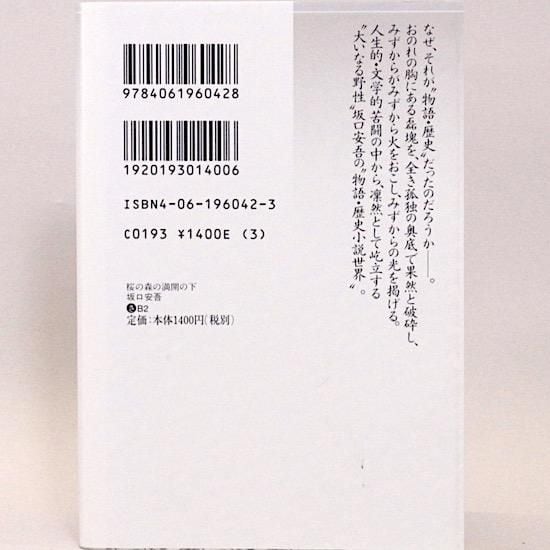 なぜ、それが〝物語・歴史〟だったのだろうか――。
おのれの胸にある磊塊を、全き孤独の奥底で果然と破砕し、
みずからがみずから火をおこし、みずからの光を掲げる。
人生的・文学的苦闘の中から、凜然として屹立する
〝大いなる野性〟坂口安吾の〝物語・歴史小説世界〟。
9784061960428
1920193014006
ISBN4-06-196042-3
C0193 ¥1400E (3)
桜の森の満開の下
坂口安吾
さB2
定価:本体1400円(税別)